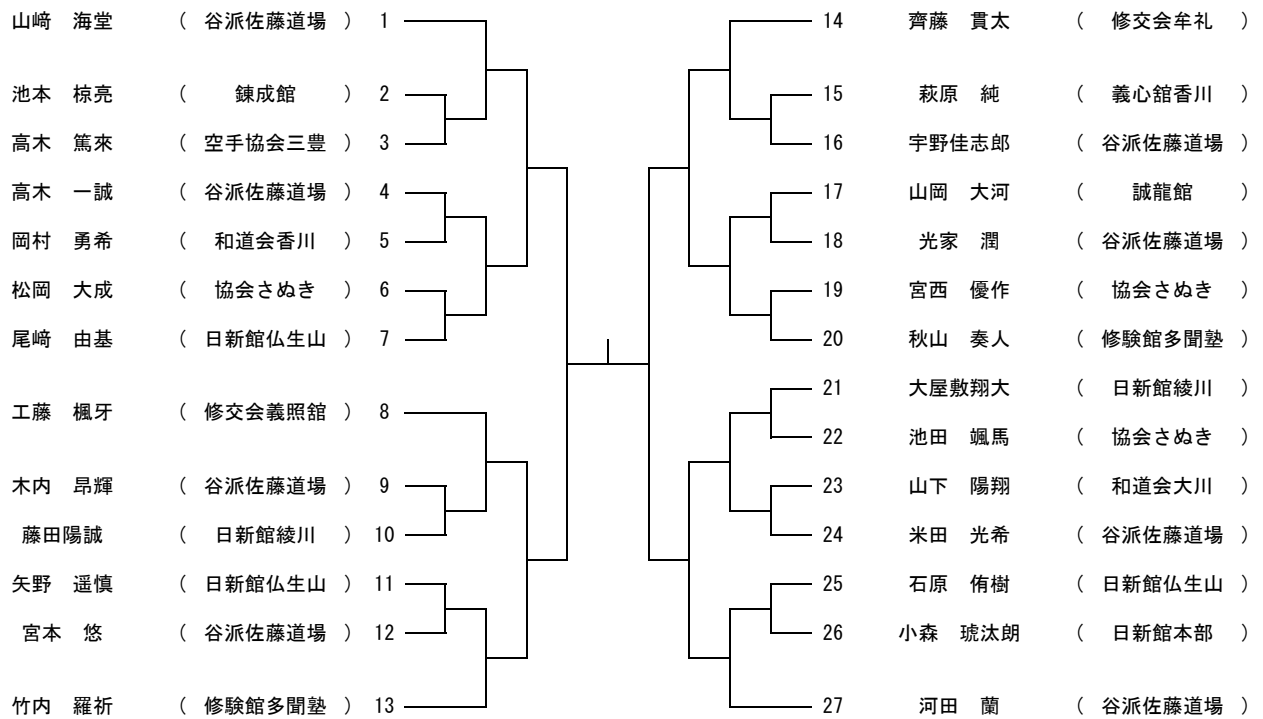 山﨑　海堂 （ 谷派佐藤道場 ） 1
池本　椋亮 （ 錬成館 ） 2
高木　篤來 （ 空手協会三豊 ） 3
高木　一誠 （ 谷派佐藤道場 ） 4
岡村　勇希 （ 和道会香川 ） 5
松岡　大成 （ 協会さぬき ） 6
尾﨑　由基 （ 日新館仏生山 ） 7
工藤　楓牙 （ 修交会義照舘 ） 8
木内　昂輝 （ 谷派佐藤道場 ） 9
藤田陽誠 （ 日新館綾川 ） 10
矢野　遥慎 （ 日新館仏生山 ） 11
宮本　悠 （ 谷派佐藤道場 ） 12
竹内　羅祈 （ 修験館多聞塾 ） 13
14 齊藤　貫太 （ 修交会牟礼 ）
15 萩原　純 （ 義心舘香川 ）
16 宇野佳志郎 （ 谷派佐藤道場 ）
17 山岡　大河 （ 誠龍館 ）
18 光家　潤 （ 谷派佐藤道場 ）
19 宮西　優作 （ 協会さぬき ）
20 秋山　奏人 （ 修験館多聞塾 ）
21 大屋敷翔大 （ 日新館綾川 ）
22 池田　颯馬 （ 協会さぬき ）
23 山下　陽翔 （ 和道会大川 ）
24 米田　光希 （ 谷派佐藤道場 ）
25 石原　侑樹 （ 日新館仏生山 ）
26 小森　琥汰朗 （ 日新館本部 ）
27 河田　蘭 （ 谷派佐藤道場 ）